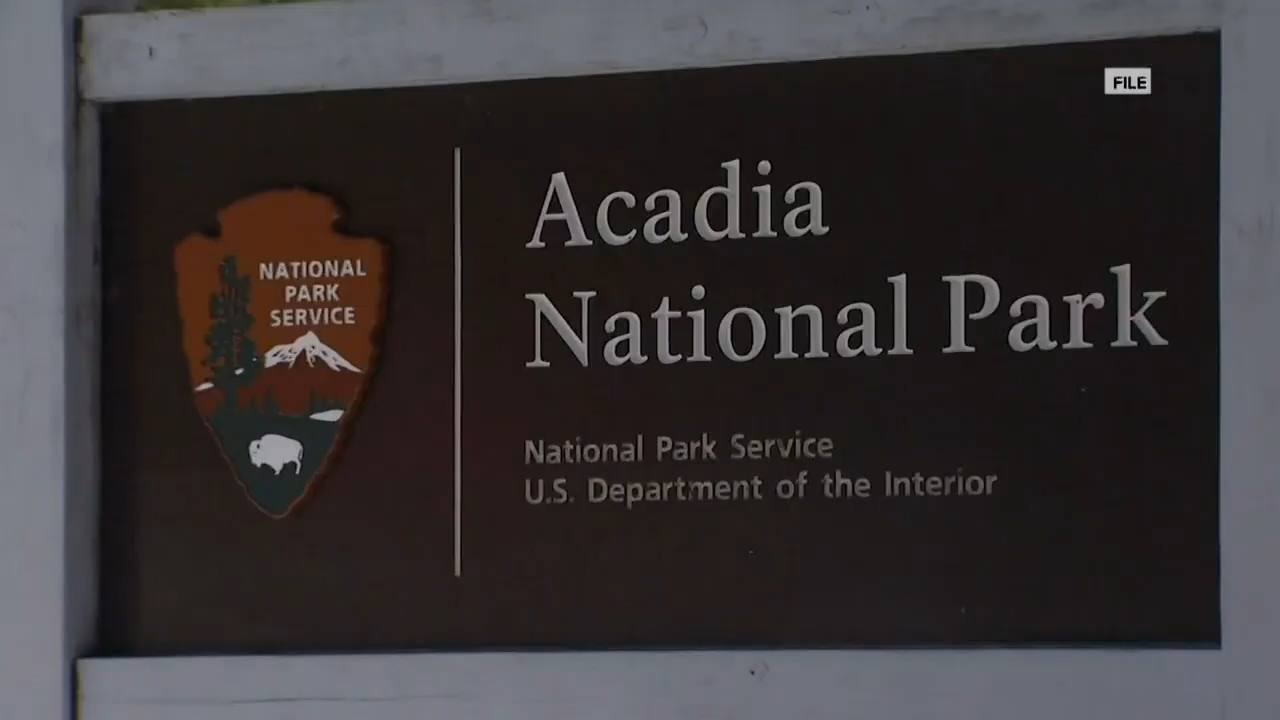 FILE
NATIONAL
PARK
SERVICE
Acadia
National Park
National Park Service
U.S. Department of the Interior